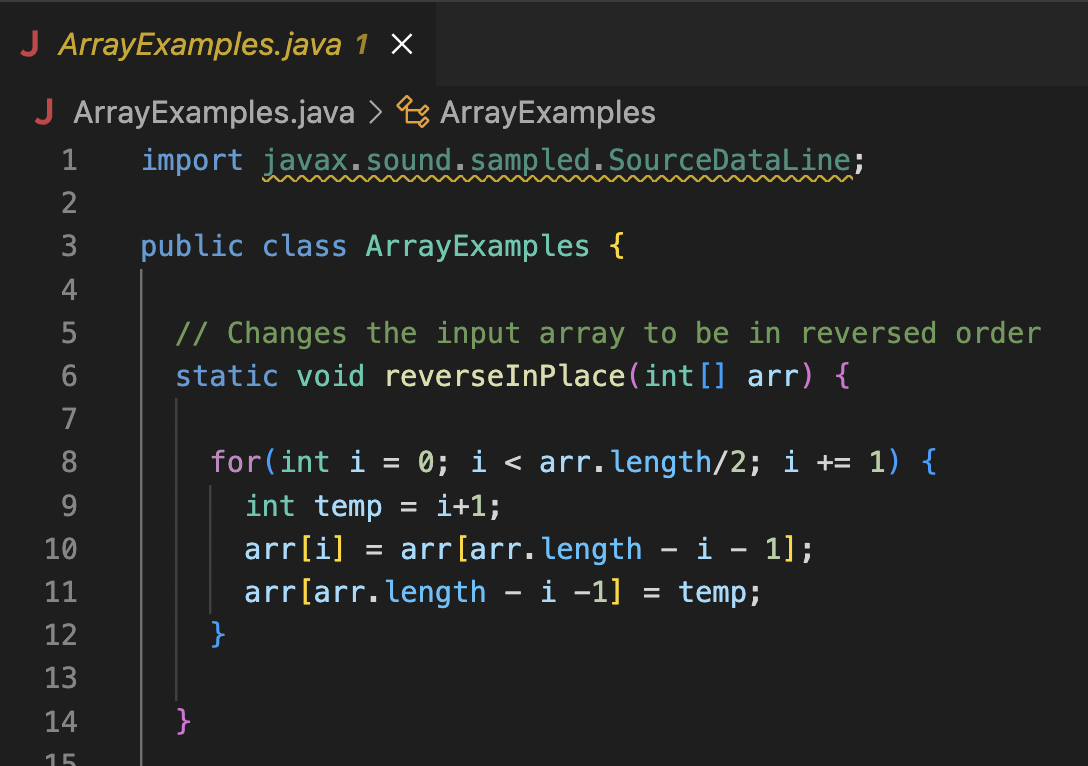 J ArrayExamples.java 1 ×
J ArrayExamples.java > ArrayExamples
1 import javax.sound.sampled.SourceDataLine;
2
3 public class ArrayExamples {
4
5 // Changes the input array to be in reversed order
6 static void reverseInPlace(int[] arr) {
7
8 for(int i = 0; i < arr.length/2; i += 1) {
9 int temp = i+1;
10 arr[i] = arr[arr.length - i - 1];
11 arr[arr.length - i -1] = temp;
12 }
13
14 }
15